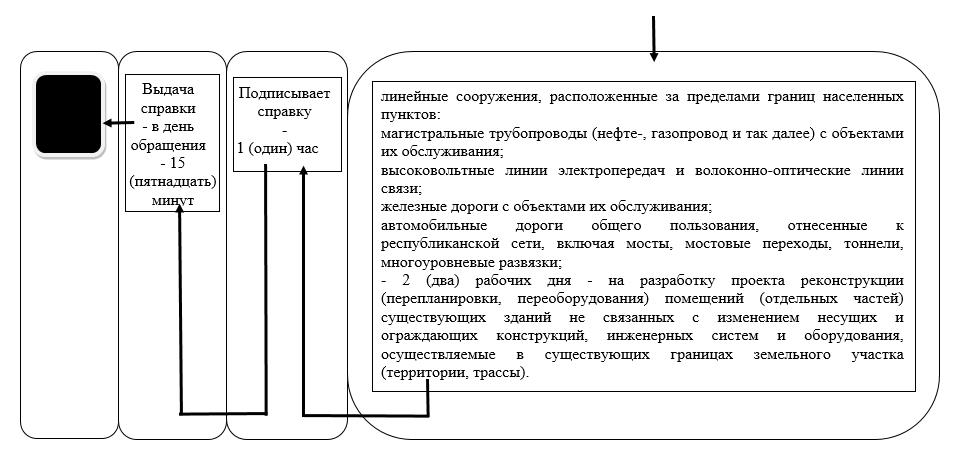 Выдача
справки
- в день
обращения
- 15
(пятнадцать)
минут
Подписывает
справку
-
1 (один) час
линейные сооружения, расположенные за пределами границ населенных
пунктов:
магистральные трубопроводы (нефте-, газопровод и так далее) с объектами
их обслуживания;
высоковольтные линии электропередач и волоконно-оптические линии
связи;
железные дороги с объектами их обслуживания;
автомобильные дороги общего пользования, отнесенные к
республиканской сети, включая мосты, мостовые переходы, тоннели,
многоуровневые развязки;
- 2 (два) рабочих дня - на разработку проекта реконструкции
(перепланировки, переоборудования) помещений (отдельных частей)
существующих зданий не связанных с изменением несущих и
ограждающих конструкций, инженерных систем и оборудования,
осуществляемые в существующих границах земельного участка
(территории, трассы).